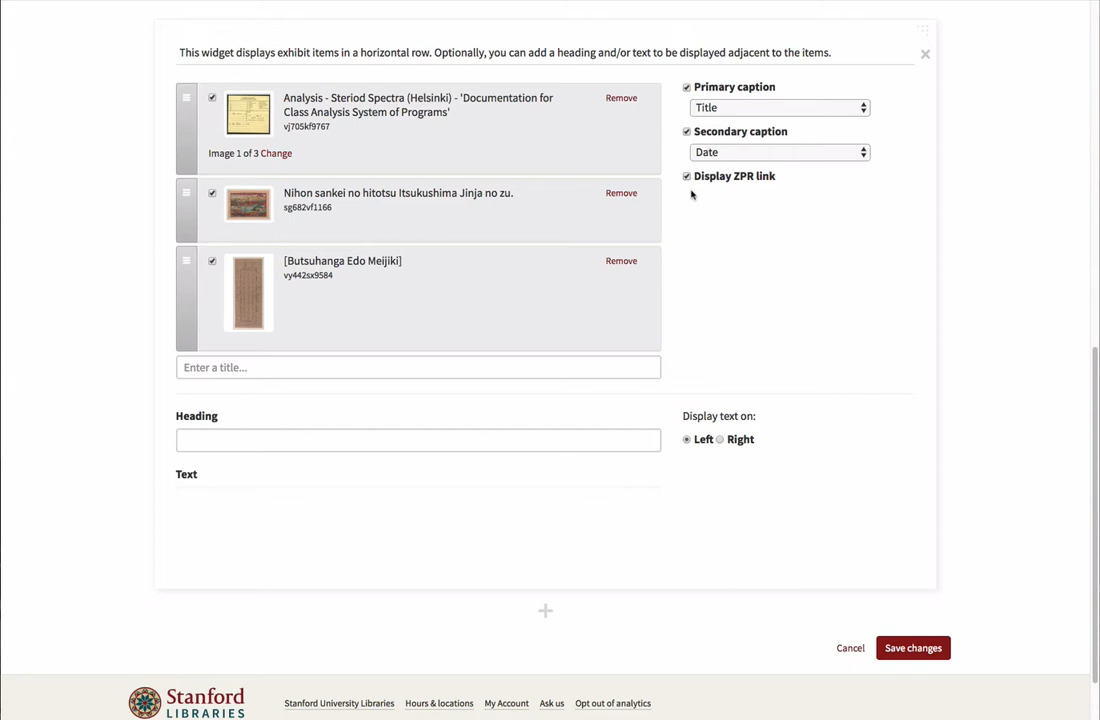 This widget displays exhibit items in a horizontal row. Optionally, you can add a heading and/or text to be displayed adjacent to the items.
Analysis - Steriod Spectra (Helsinki) - 'Documentation for
Class Analysis System of Programs'
vj705kf9767
Remove
Image 1 of 3 Change
Nihon sankei no hitotsu Itsukushima Jinja no zu.
sg682vf1166
Remove
[Butsuhanga Edo Meijiki]
vy442sx9584
Remove
Enter a title...
Primary caption
Title
Secondary caption
Date
Display ZPR link
Heading
Display text on:
Left Right
Text
Cancel Save changes
Stanford
LIBRARIES
Stanford University Libraries Hours & locations My Account Ask us Opt out of analytics